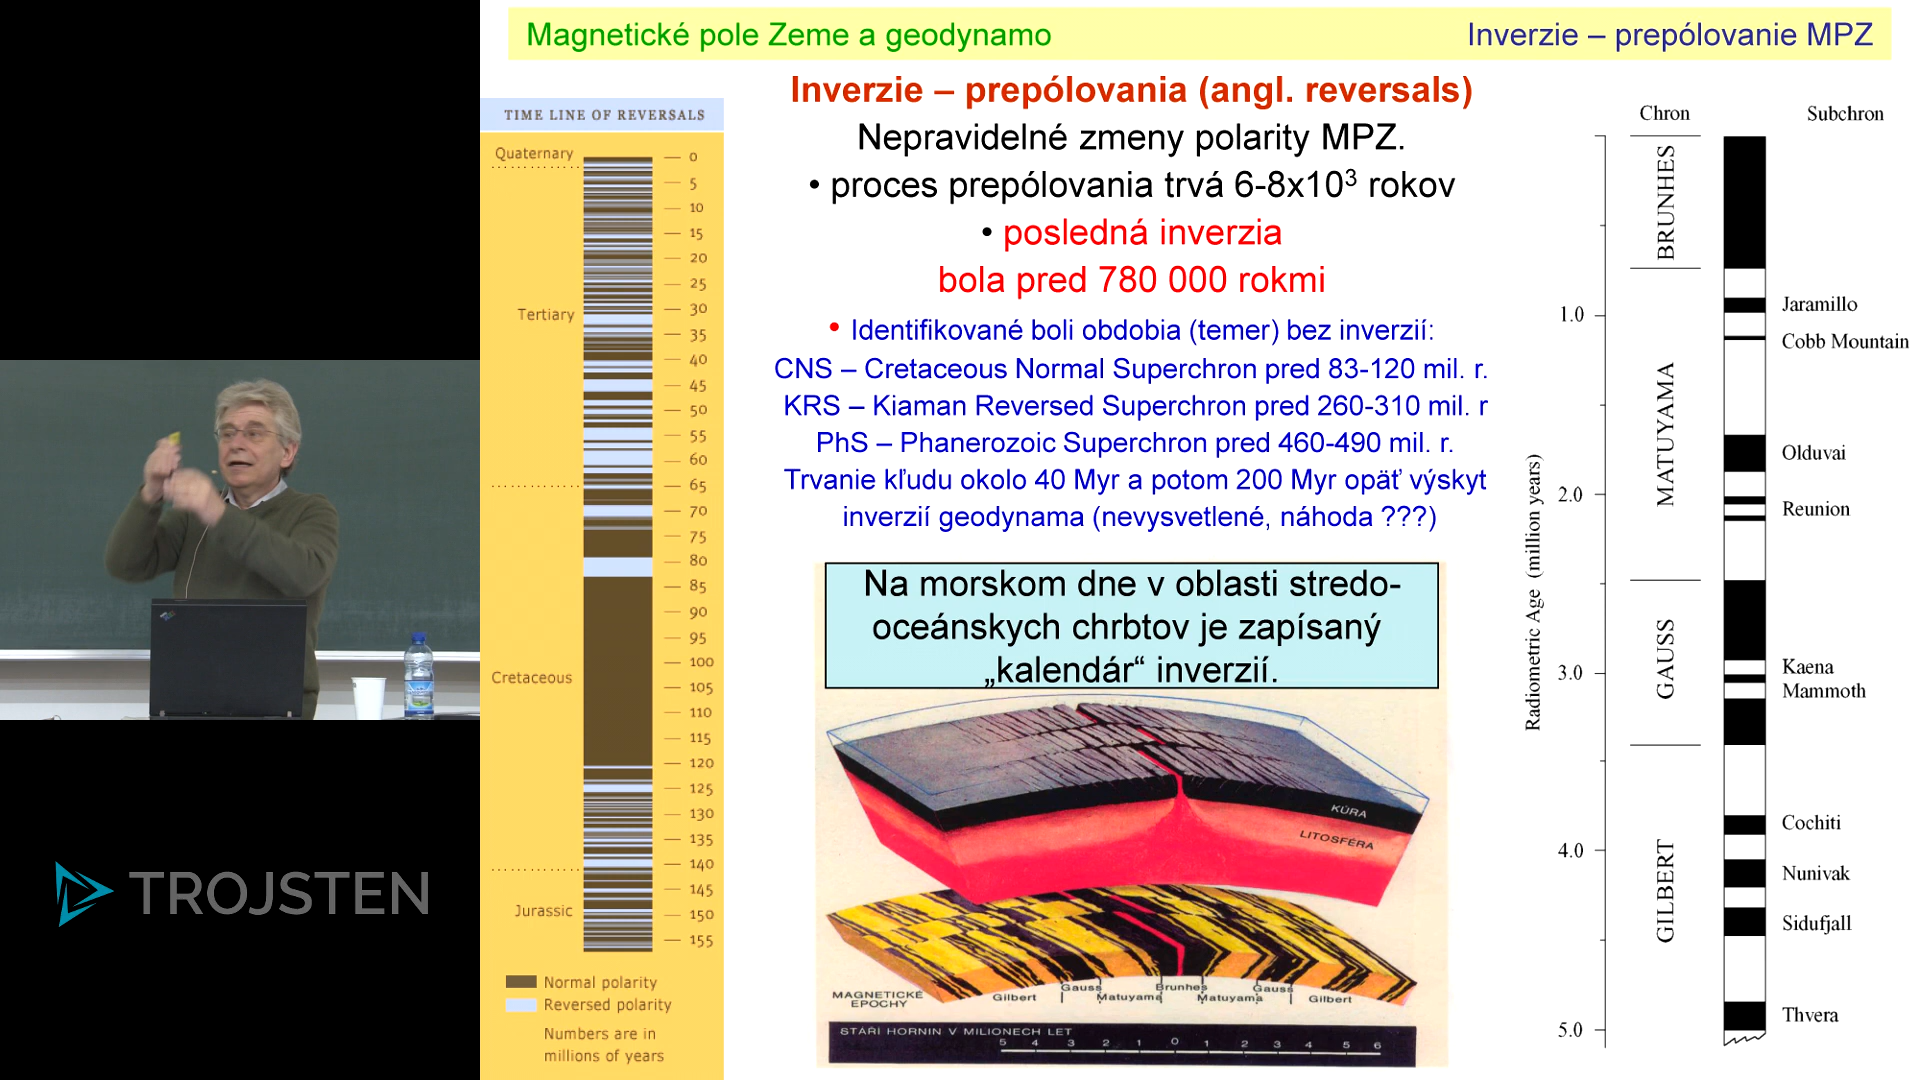 Magnetické pole Zeme a geodynamo
Inverzie – prepólovanie MPZ
Inverzie – prepólovania (angl. reversals)
Nepravidelné zmeny polarity MPZ.
• proces prepólovania trvá 6-8x10³ rokov
• posledná inverzia
bola pred 780 000 rokmi
• Identifikované boli obdobia (temer) bez inverzií:
CNS – Cretaceous Normal Superchron pred 83-120 mil. r.
KRS – Kiaman Reversed Superchron pred 260-310 mil. r
PhS – Phanerozoic Superchron pred 460-490 mil. r.
Trvanie kľudu okolo 40 Myr a potom 200 Myr opäť výskyt
inverzií geodynama (nevysvetlené, náhoda ???)
Na morskom dne v oblasti stredo-
oceánskych chrbtov je zapísaný
„kalendár“ inverzií.
KŮRA
LITOSFÉRA
MAGNETICKÉ
EPOCHY
Gilbert
Gauss
Matuyama
Brunhes
Matuyama
Gauss
Gilbert
STÁŘÍ HORNIN V MILIONECH LET
5 4 3 2 1 0 1 2 3 4 5 6
TIME LINE OF REVERSALS
Quaternary
Tertiary
Cretaceous
Jurassic
0
5
10
15
20
25
30
35
40
45
50
55
60
65
70
75
80
85
90
95
100
105
110
115
120
125
130
135
140
145
150
155
Normal polarity
Reversed polarity
Numbers are in
millions of years
Chron
Subchron
Radiometric Age (million years)
1.0
2.0
3.0
4.0
5.0
BRUNHES
MATUYAMA
GAUSS
GILBERT
Jaramillo
Cobb Mountain
Olduvai
Reunion
Kaena
Mammoth
Cochiti
Nunivak
Sidufjall
Thvera
TROJSTEN